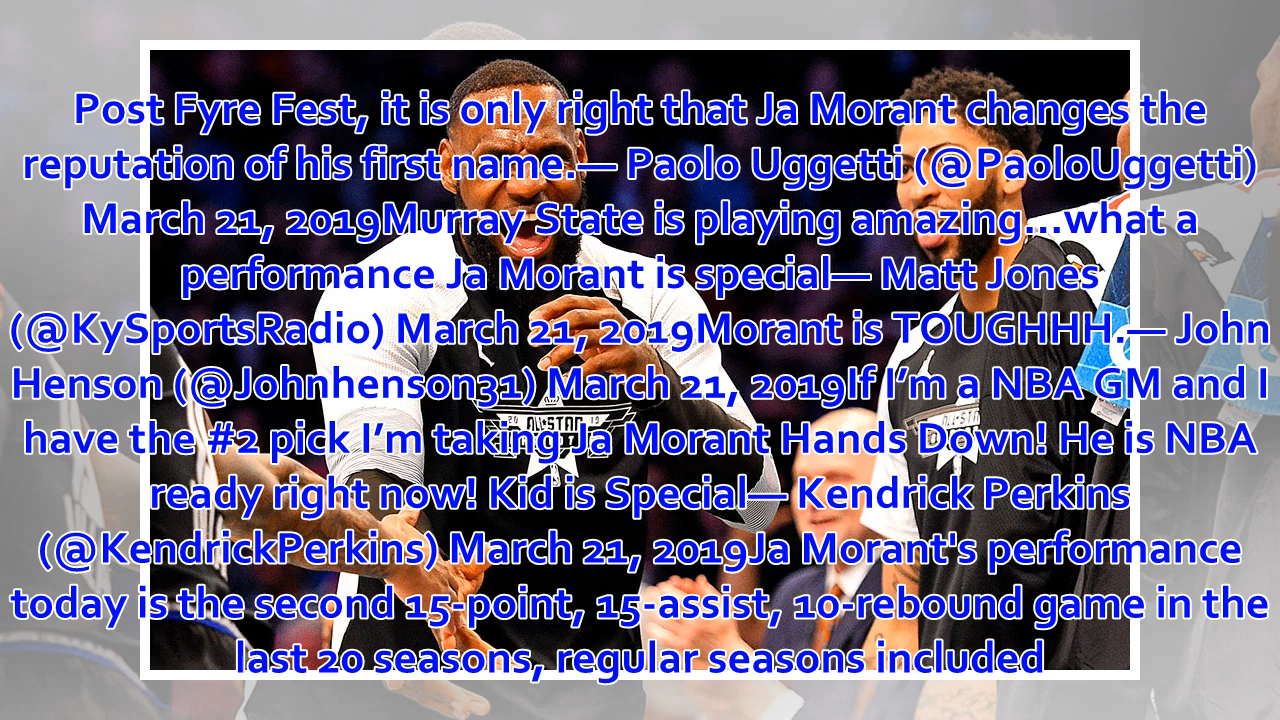 Post Fyre Fest, it is only right that Ja Morant changes the
reputation of his first name.— Paolo Uggetti (@PaoloUggetti)
March 21, 2019Murray State is playing amazing...what a
performance Ja Morant is special— Matt Jones
(@KySportsRadio) March 21, 2019Morant is TOUGHHH.— John
Henson (@Johnhenson31) March 21, 2019If I’m a NBA GM and I
have the #2 pick I’m taking Ja Morant Hands Down! He is NBA
ready right now! Kid is Special— Kendrick Perkins
(@KendrickPerkins) March 21, 2019Ja Morant's performance
today is the second 15-point, 15-assist, 10-rebound game in the
last 20 seasons, regular seasons included
ALL-STAR